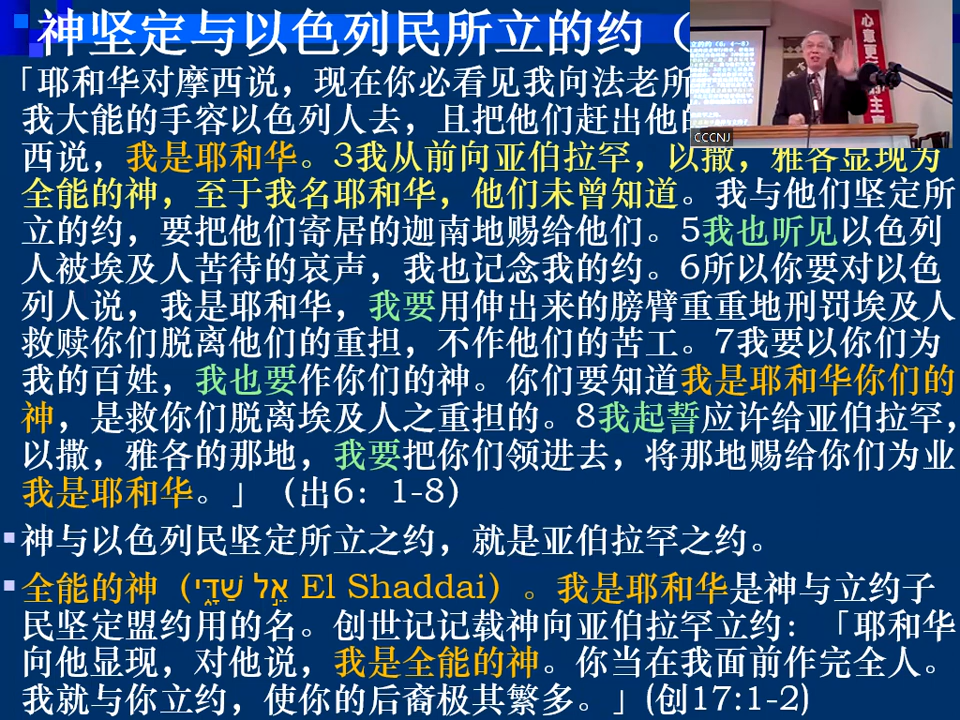 神坚定与以色列民所立的约（
「耶和华对摩西说，现在你必看见我向法老所
我大能的手容以色列人去，且把他们赶出他的
西说，我是耶和华。3我从前向亚伯拉罕，以撒，雅各显现为
全能的神，至于我名耶和华，他们未曾知道。我与他们坚定所
立的约，要把他们寄居的迦南地赐给他们。5我也听见以色列
人被埃及人苦待的哀声，我也记念我的约。6所以你要对以色
列人说，我是耶和华，我要用伸出来的膀臂重重地刑罚埃及人
救赎你们脱离他们的重担，不作他们的苦工。7我要以你们为
我的百姓，我也要作你们的神。你们要知道我是耶和华你们的
神，是救你们脱离埃及人之重担的。8我起誓应许给亚伯拉罕，
以撒，雅各的那地，我要把你们领进去，将那地赐给你们为业
我是耶和华。」（出6：1-8）
神与以色列民坚定所立之约，就是亚伯拉罕之约。
全能的神（אֵ֣ל שַׁדָּ֑י El Shaddai）。我是耶和华是神与立约子
民坚定盟约用的名。创世记记载神向亚伯拉罕立约：「耶和华
向他显现，对他说，我是全能的神。你当在我面前作完全人。
我就与你立约，使你的后裔极其繁多。」(创17:1-2)
CCCNJ
心意更
主